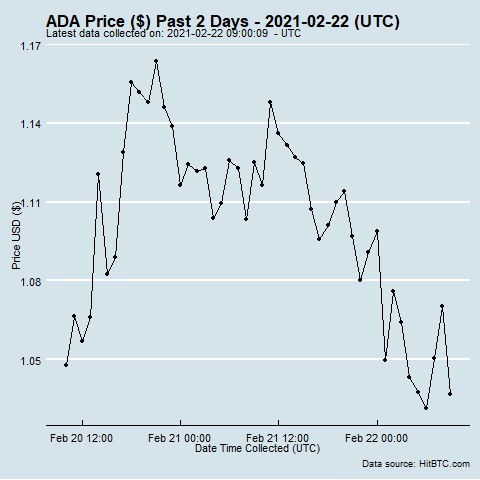 ADA Price ($) Past 2 Days - 2021-02-22 (UTC)
Latest data collected on: 2021-02-22 09:00:09 - UTC
1.17
1.14
1.11
1.08
1.05
Price USD ($)
Feb 20 12:00 Feb 21 00:00 Feb 21 12:00 Feb 22 00:00
Date Time Collected (UTC)
Data source: HitBTC.com